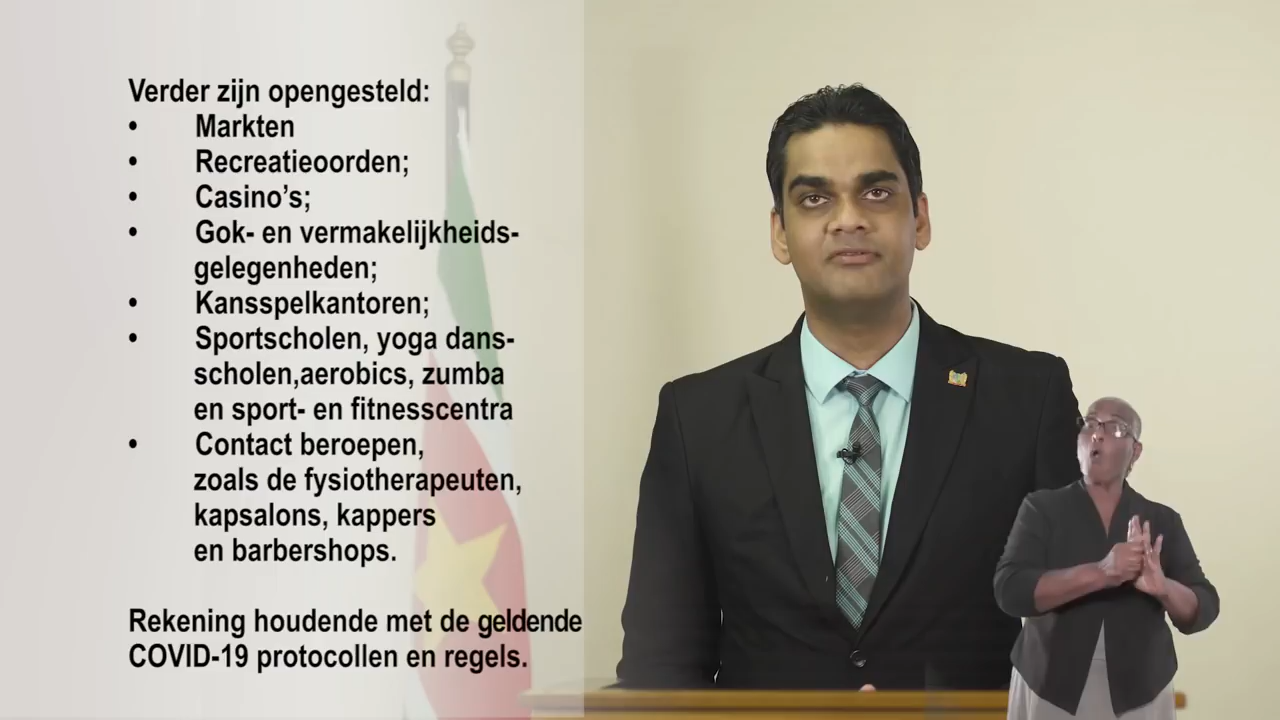 Verder zijn opengesteld:
• Markten
• Recreatieoorden;
• Casino’s;
• Gok- en vermakelijkheids-
gelegenheden;
• Kansspelkantoren;
• Sportscholen, yoga dans-
scholen,aerobics, zumba
en sport- en fitnesscentra
• Contact beroepen,
zoals de fysiotherapeuten,
kapsalons, kappers
en barbershops.
Rekening houdende met de geldende
COVID-19 protocollen en regels.